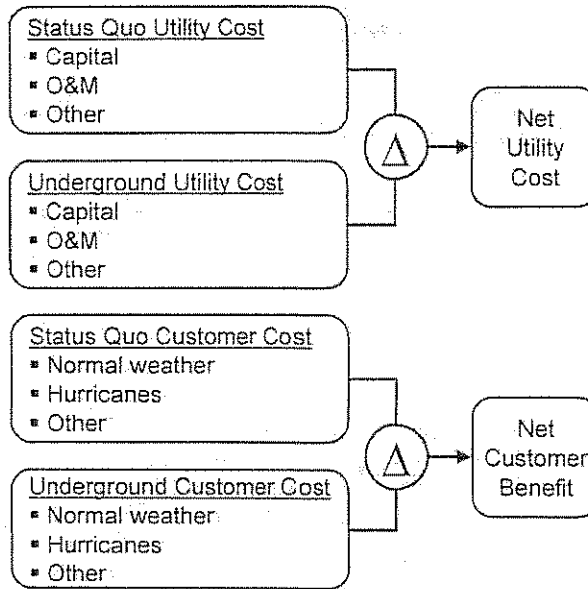 Status Quo Utility Cost
▪ Capital
▪ O&M
▪ Other
Δ
Net
Utility
Cost
Underground Utility Cost
▪ Capital
▪ O&M
▪ Other
Status Quo Customer Cost
▪ Normal weather
▪ Hurricanes
▪ Other
Δ
Net
Customer
Benefit
Underground Customer Cost
▪ Normal weather
▪ Hurricanes
▪ Other